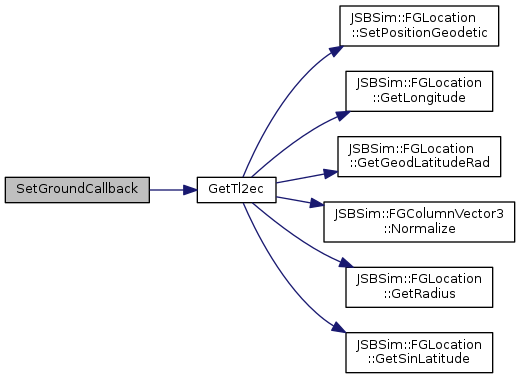 SetGroundCallback
GetTl2ec
JSBSim::FGLocation
::SetPositionGeodetic
JSBSim::FGLocation
::GetLongitude
JSBSim::FGLocation
::GetGeodLatitudeRad
JSBSim::FGColumnVector3
::Normalize
JSBSim::FGLocation
::GetRadius
JSBSim::FGLocation
::GetSinLatitude